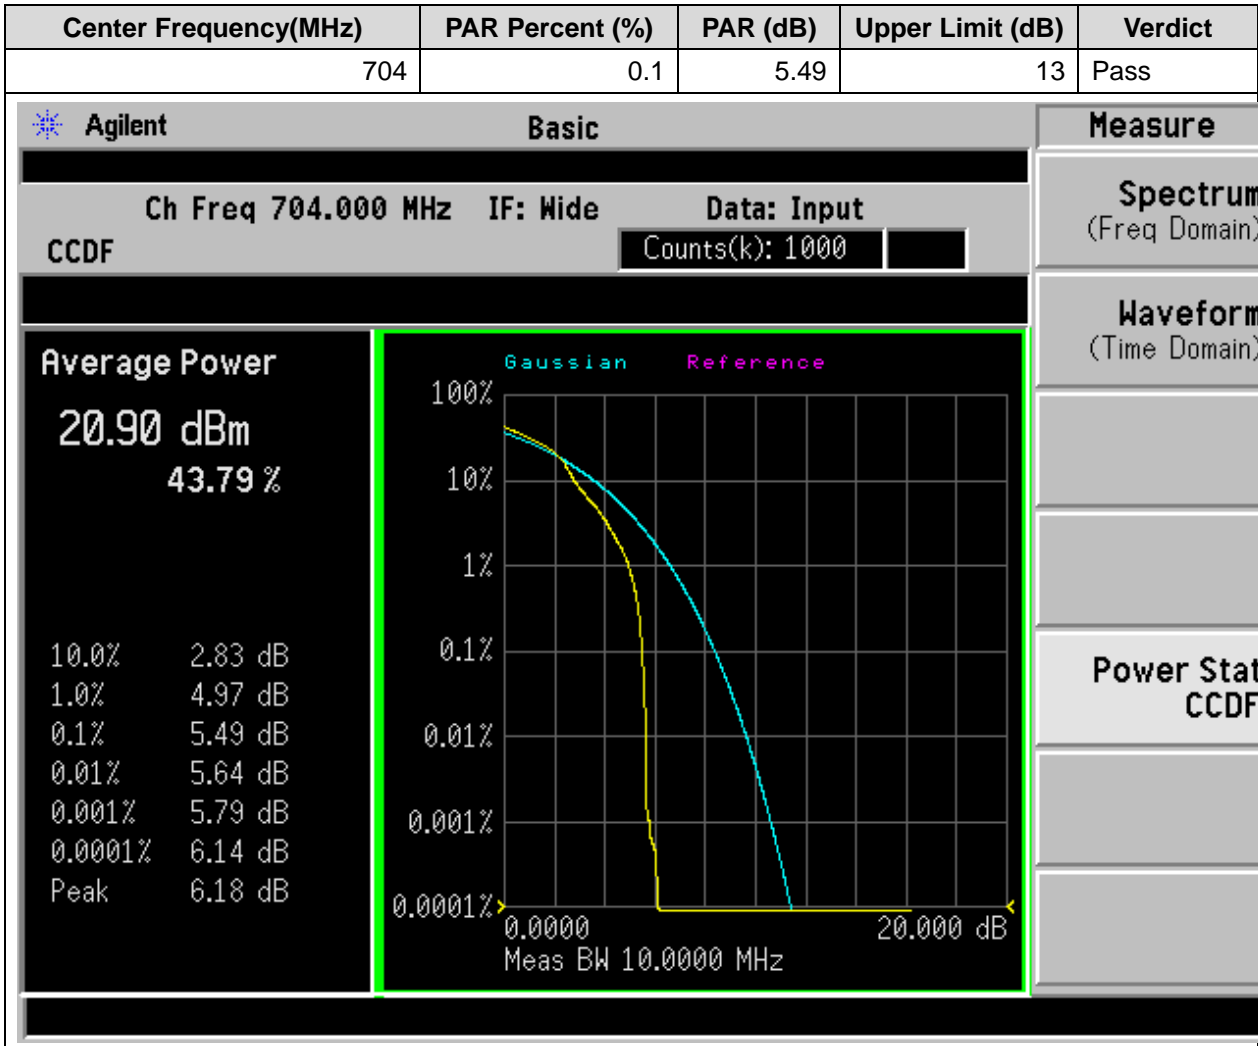 Center Frequency(MHz) PAR Percent (%) PAR (dB) Upper Limit (dB) Verdict
704 0.1 5.49 13 Pass
Agilent Basic Measure
Ch Freq 704.000 MHz IF: Wide Data: Input
CCDF Counts(k): 1000
Spectrum
(Freq Domain)
Waveform
(Time Domain)
Power Stat
CCDF
Average Power
20.90 dBm
43.79 %
10.0% 2.83 dB
1.0% 4.97 dB
0.1% 5.49 dB
0.01% 5.64 dB
0.001% 5.79 dB
0.0001% 6.14 dB
Peak 6.18 dB
Gaussian Reference
100%
10%
1%
0.1%
0.01%
0.001%
0.0001%
0.0000 20.000 dB
Meas BW 10.0000 MHz